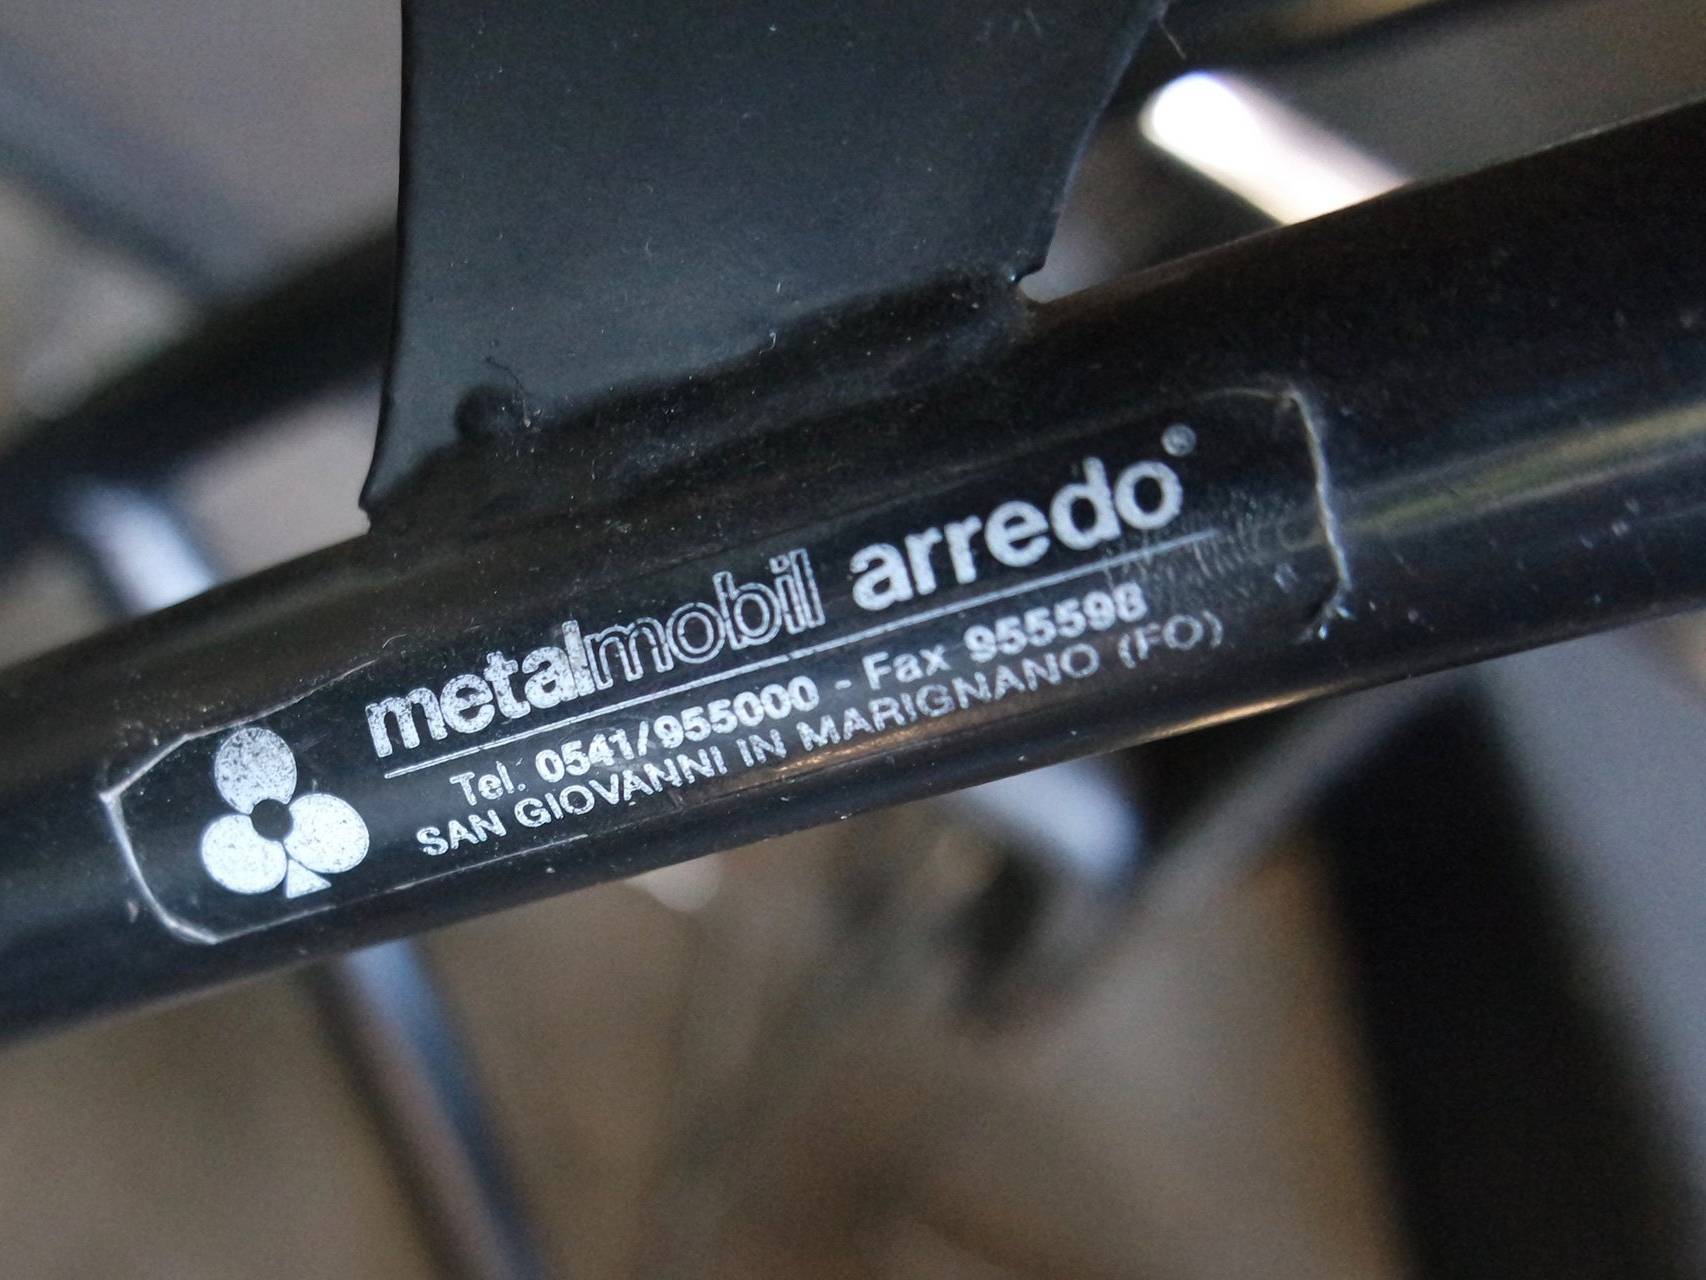 metalmobil arredo®
Tel. 0541/955000 - Fax 955598
SAN GIOVANNI IN MARIGNANO (FO)